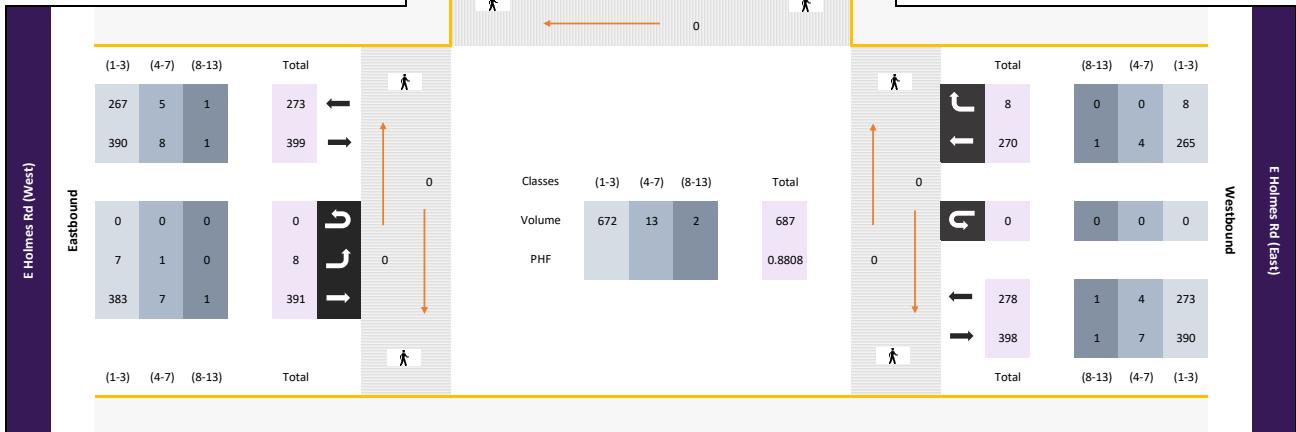 0
(1-3) (4-7) (8-13) Total
267 5 1 273
390 8 1 399
0
0 0 0 0
7 1 0 8 0
383 7 1 391
(1-3) (4-7) (8-13) Total
E Holmes Rd (West)
Eastbound
Classes (1-3) (4-7) (8-13) Total
Volume 672 13 2 687
PHF 0.8808
Total (8-13) (4-7) (1-3)
8 0 0 8
270 1 4 265
0
0 0 0 0
0
278 1 4 273
398 1 7 390
Total (8-13) (4-7) (1-3)
Westbound
E Holmes Rd (East)